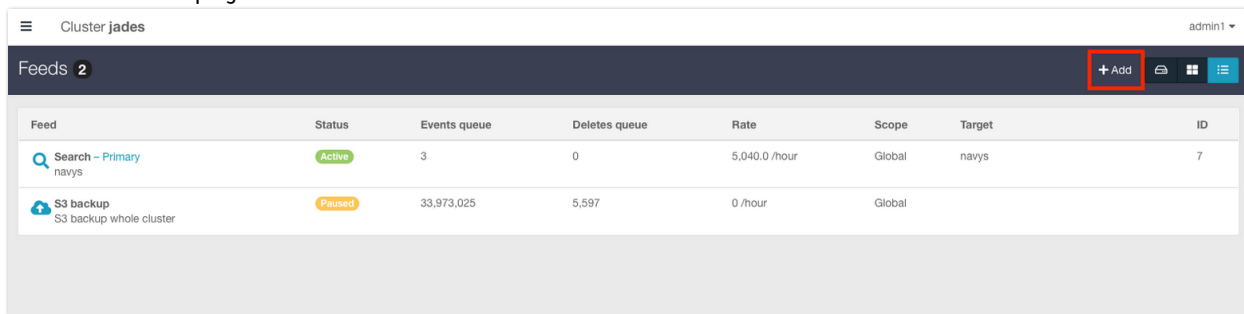 Cluster jades
admin1
Feeds 2
+ Add
Feed Status Events queue Deletes queue Rate Scope Target ID
Search – Primary Active 3 0 5,040.0 /hour Global navys 7
navys
S3 backup Paused 33,973,025 5,597 0 /hour Global
S3 backup whole cluster